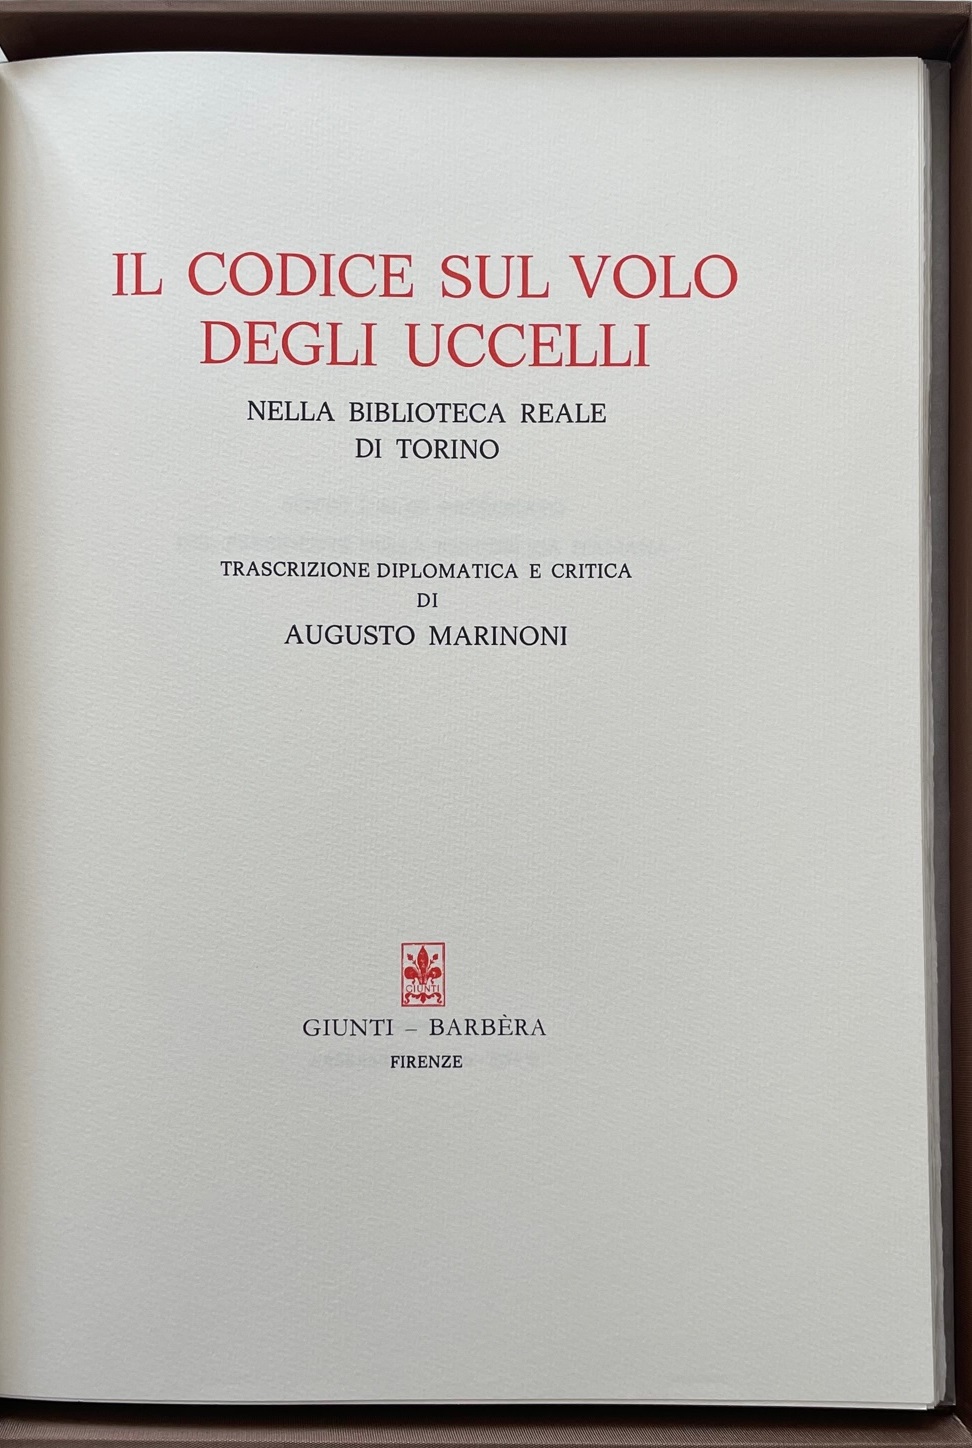 IL CODICE SUL VOLO
DEGLI UCCELLI
NELLA BIBLIOTECA REALE
DI TORINO
TRASCRIZIONE DIPLOMATICA E CRITICA
DI
AUGUSTO MARINONI
GIUNTI
GIUNTI – BARBÈRA
FIRENZE